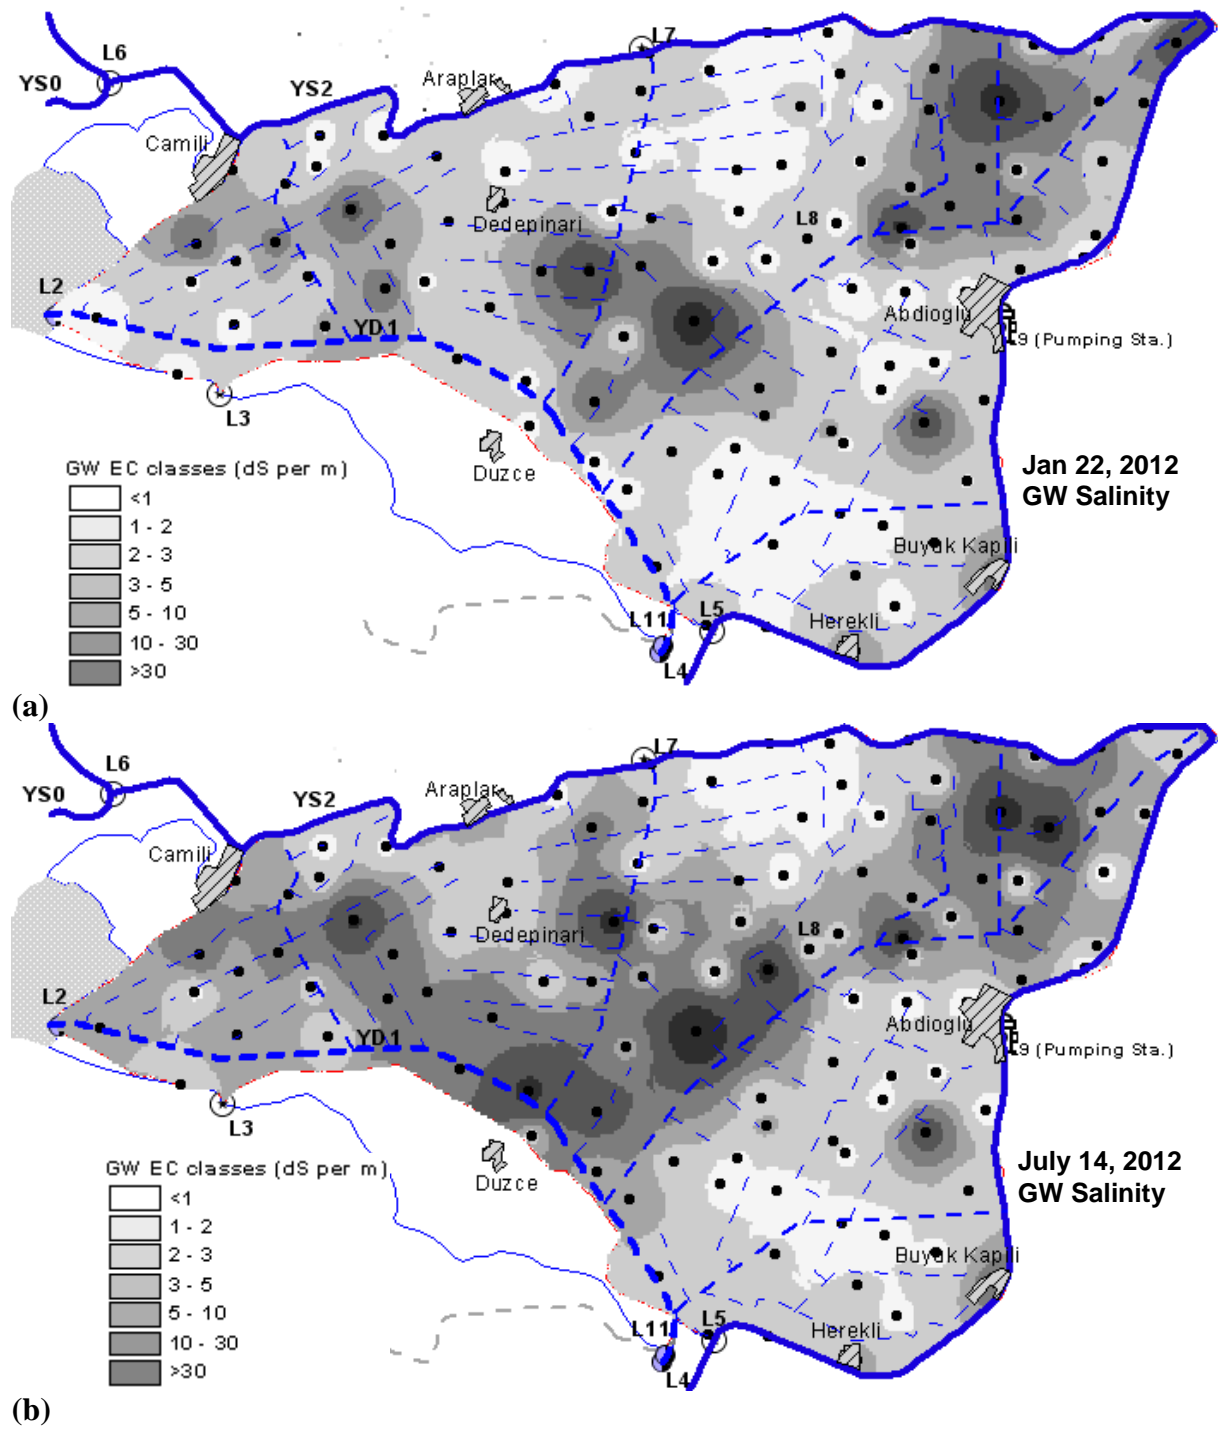 L6
L7
YS0
YS2
Araplar
Camili
Dedepinari
L8
L2
Abdioglu
YD1
L9 (Pumping Sta.)
L3
Duzce
GW EC classes (dS per m)
<1
1 - 2
2 - 3
3 - 5
5 - 10
10 - 30
>30
Jan 22, 2012
GW Salinity
Buyuk Kapili
L11
L5
Herekli
L4
(a)
L6
L7
YS0
YS2
Araplar
Camili
Dedepinari
L8
L2
Abdioglu
YD1
L9 (Pumping Sta.)
L3
Duzce
GW EC classes (dS per m)
<1
1 - 2
2 - 3
3 - 5
5 - 10
10 - 30
>30
July 14, 2012
GW Salinity
Buyuk Kapili
L11
L5
Herekli
L4
(b)